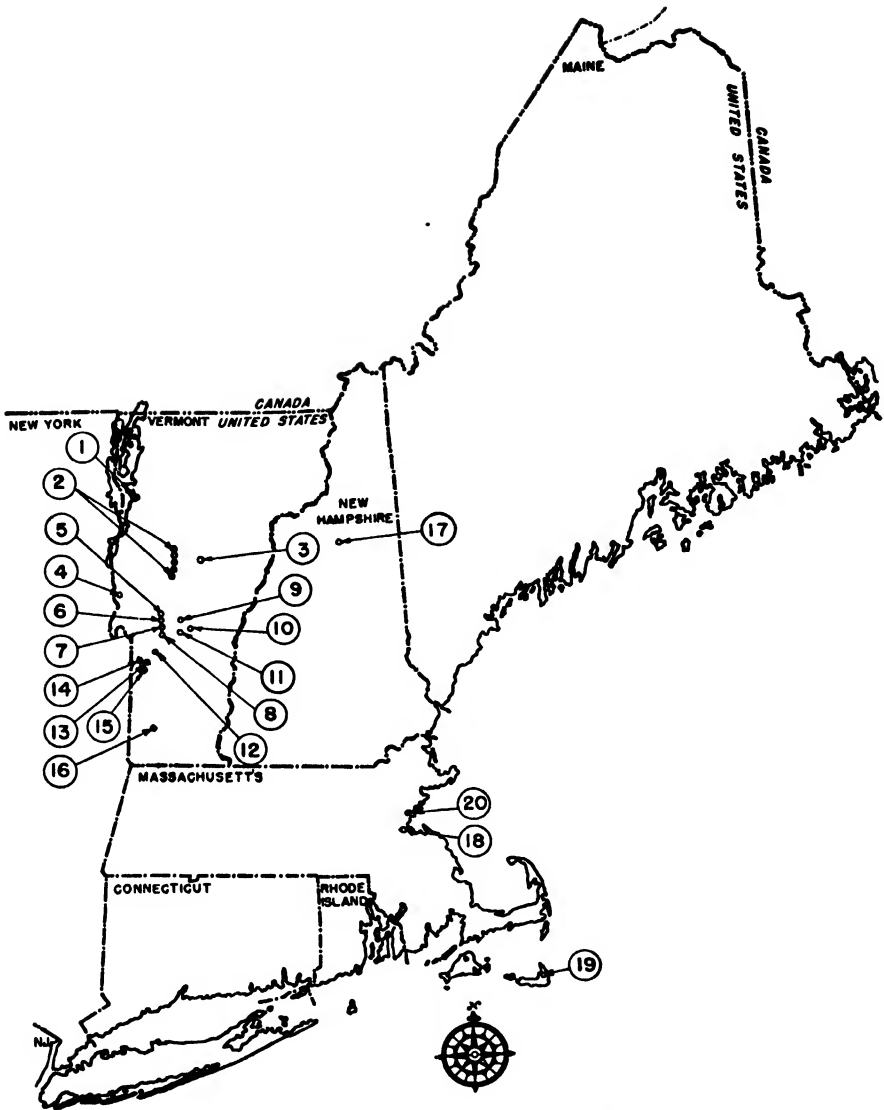 MAINE
CANADA
UNITED STATES
CANADA
NEW YORK
VERMONT UNITED STATES
1
2
NEW
HAMPSHIRE
17
5
3
4
9
6
10
7
11
14
8
13
15
12
16
MASSACHUSETTS
20
18
CONNECTICUT
RHODE
ISLAND
19
N
N.J.